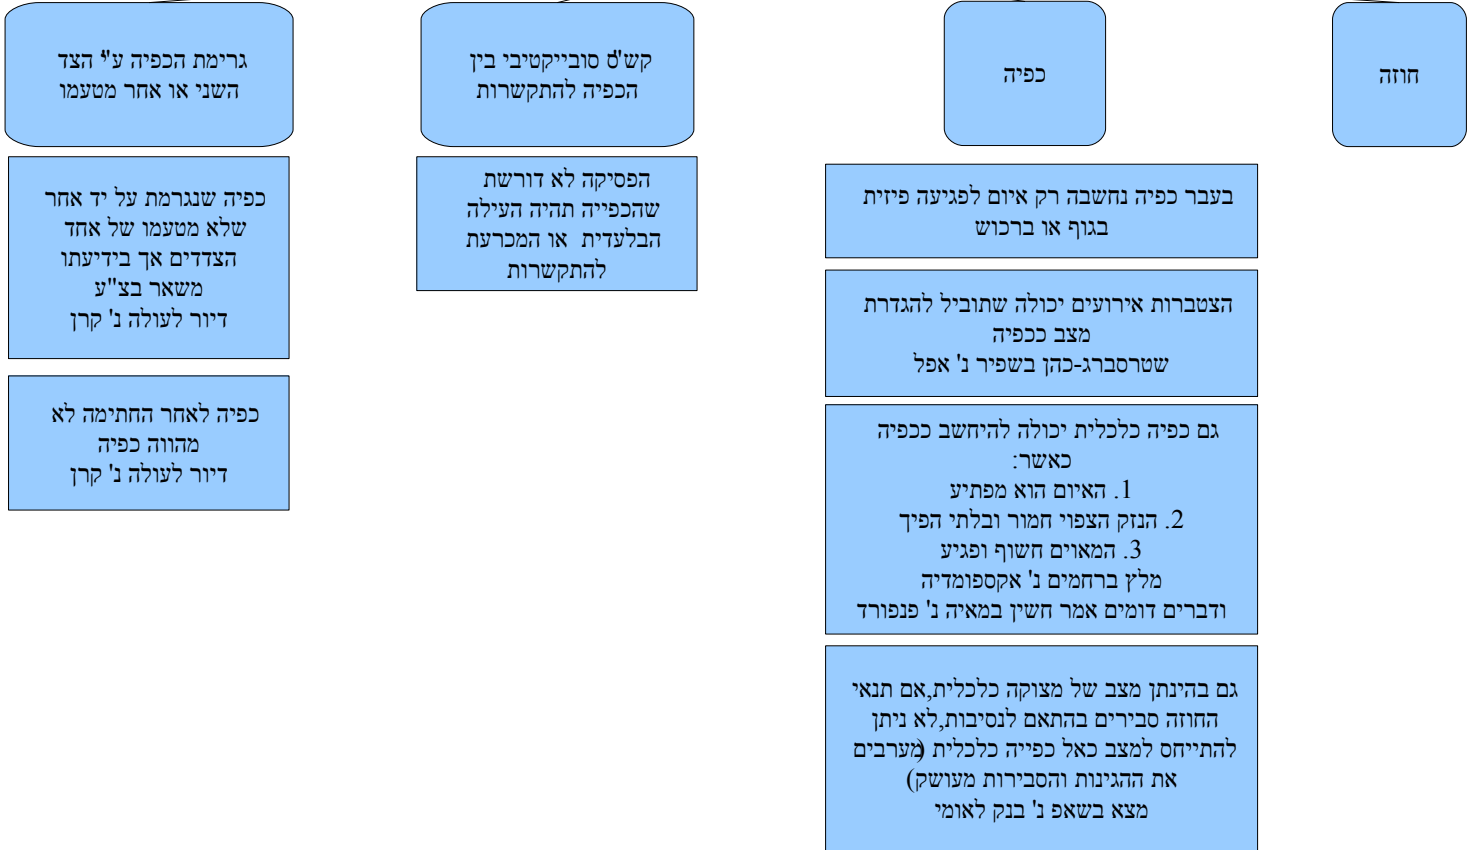 חוזה
כפיה
בעבר כפיה נחשבה רק איום לפגיעה פיזית
בגוף או ברכוש
הצטברות אירועים יכולה שתוביל להגדרת
מצב ככפיה
שטרסברג-כהן בשפיר נ' אפל
גם כפיה כלכלית יכולה להיחשב ככפיה
כאשר:
1. האיום הוא מפתיע
2. הנזק הצפוי חמור ובלתי הפיך
3. המאוים חשוף ופגיע
מלץ ברחמים נ' אקספומדיה
ודברים דומים אמר חשין במאיה נ' פנפורד
גם בהינתן מצב של מצוקה כלכלית,אם תנאי
החוזה סבירים בהתאם לנסיבות,לא ניתן
להתייחס למצב כאל כפייה כלכלית (מערבים
את ההגינות והסבירות מעושק)
מצא בשאפ נ' בנק לאומי
קש"ס סובייקטיבי בין
הכפיה להתקשרות
הפסיקה לא דורשת
שהכפייה תהיה העילה
הבלעדית או המכרעת
להתקשרות
גרימת הכפיה ע"י הצד
השני או אחר מטעמו
כפיה שנגרמת על יד אחר
שלא מטעמו של אחד
הצדדים אך בידיעתו
משאר בצ"ע
דיור לעולה נ' קרן
כפיה לאחר החתימה לא
מהווה כפיה
דיור לעולה נ' קרן